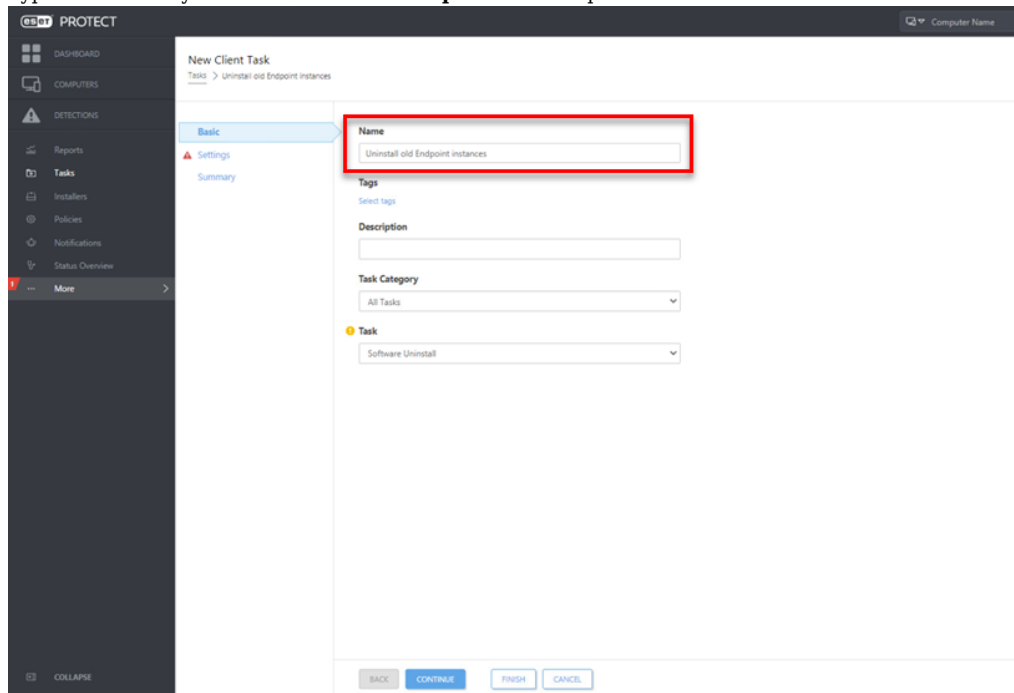 eset PROTECT
Computer Name
DASHBOARD
COMPUTERS
DETECTIONS
Reports
Tasks
Installers
Policies
Notifications
Status Overview
More
COLLAPSE
New Client Task
Tasks > Uninstall old Endpoint instances
Basic
Settings
Summary
Name
Uninstall old Endpoint instances
Tags
Select tags
Description
Task Category
All Tasks
Task
Software Uninstall
BACK CONTINUE FINISH CANCEL